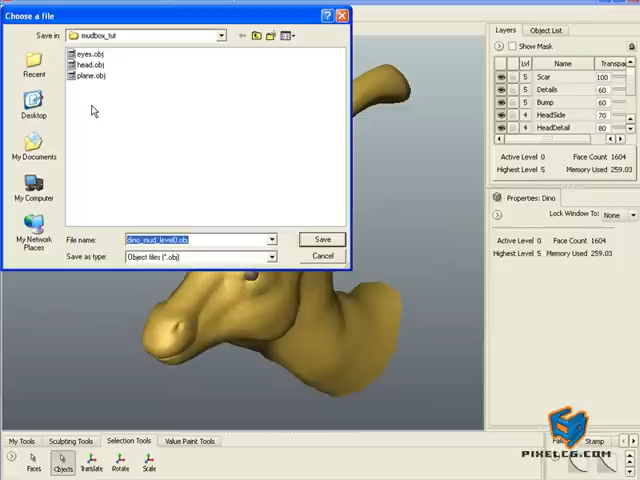 Choose a file
Save in:
mudbox_tut
eyes.obj
head.obj
plane.obj
Recent
Desktop
My Documents
My Computer
My Network
Places
File name:
dino_mud_level0.obj
Save
Save as type:
Object files (*.obj)
Cancel
Layers
Object List
Show Mask
Lvl
Name
Transpa
5 Scar 100
5 Details 60
5 Bump 60
4 HeadSide 70
4 HeadDetail 80
Active Level 0 Face Count 1604
Highest Level 5 Memory Used 259.03
Properties: Dino
Lock Window To: None
Active Level 0 Face Count 1604
Highest Level 5 Memory Used 259.03
My Tools
Sculpting Tools
Selection Tools
Value Paint Tools
Stamp
Faces
Objects
Translate
Rotate
Scale
PIXELCG.COM